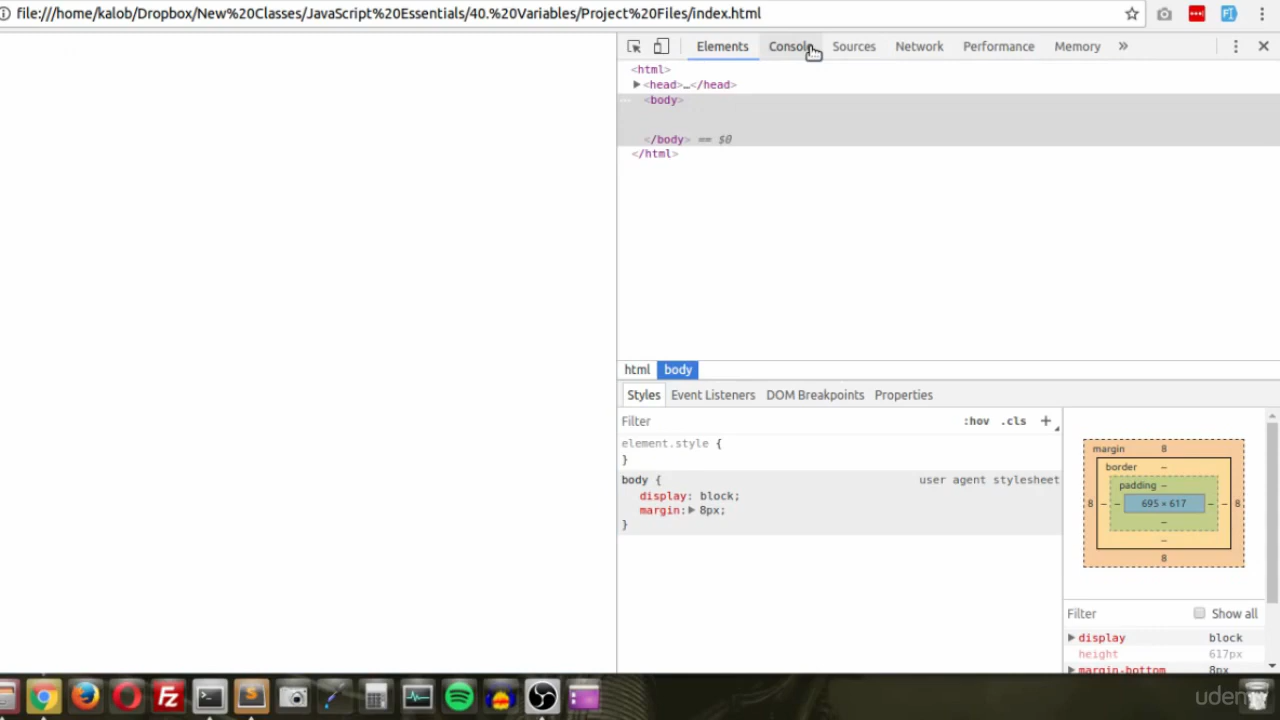 file:///home/kalob/Dropbox/New%20Classes/JavaScript%20Essentials/40.%20Variables/Project%20Files/index.html
Elements Console Sources Network Performance Memory »
<html>
<head>…</head>
<body>
</body> == $0
</html>
html body
Styles Event Listeners DOM Breakpoints Properties
Filter :hov .cls +
element.style {
}
body { user agent stylesheet
display: block;
margin: 8px;
}
margin 8
border –
padding –
8 – – 695 × 617 – – 8
–
–
8
Filter Show all
display block
height 617px
margin-bottom 8px
udemy